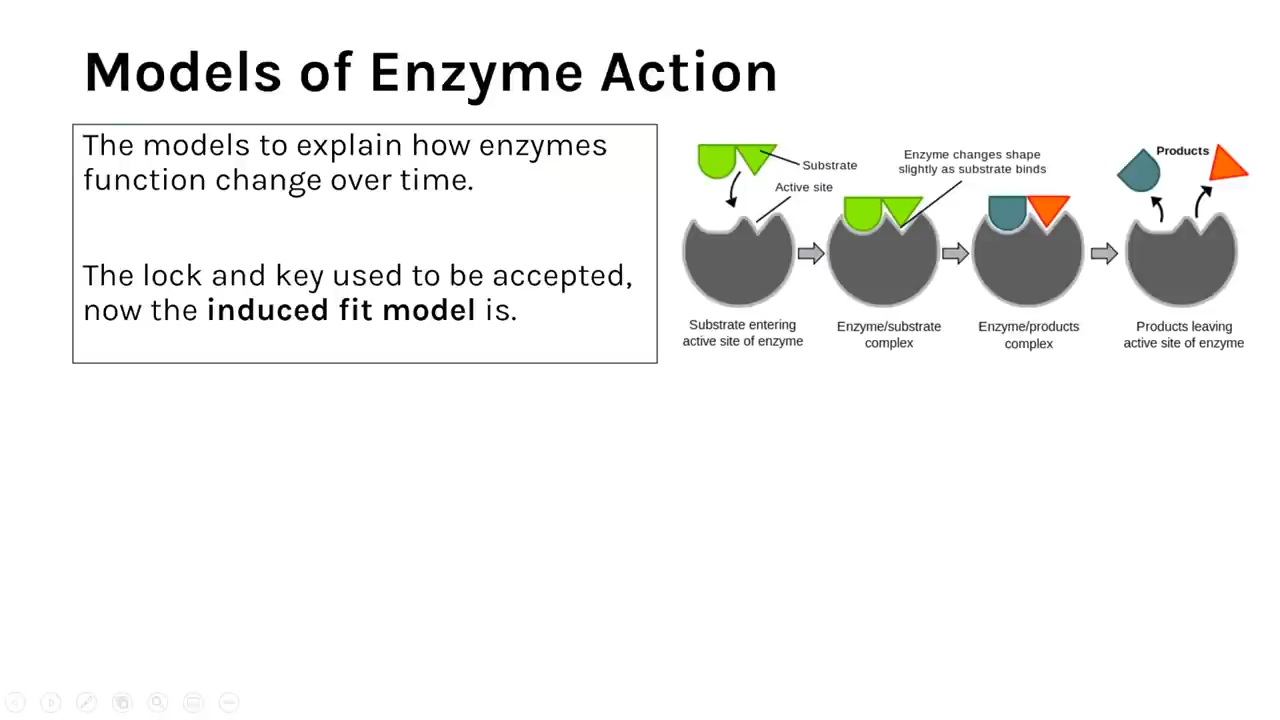 Models of Enzyme Action
The models to explain how enzymes
function change over time.
The lock and key used to be accepted,
now the induced fit model is.
Substrate
Active site
Enzyme changes shape
slightly as substrate binds
Products
Substrate entering
active site of enzyme
Enzyme/substrate
complex
Enzyme/products
complex
Products leaving
active site of enzyme